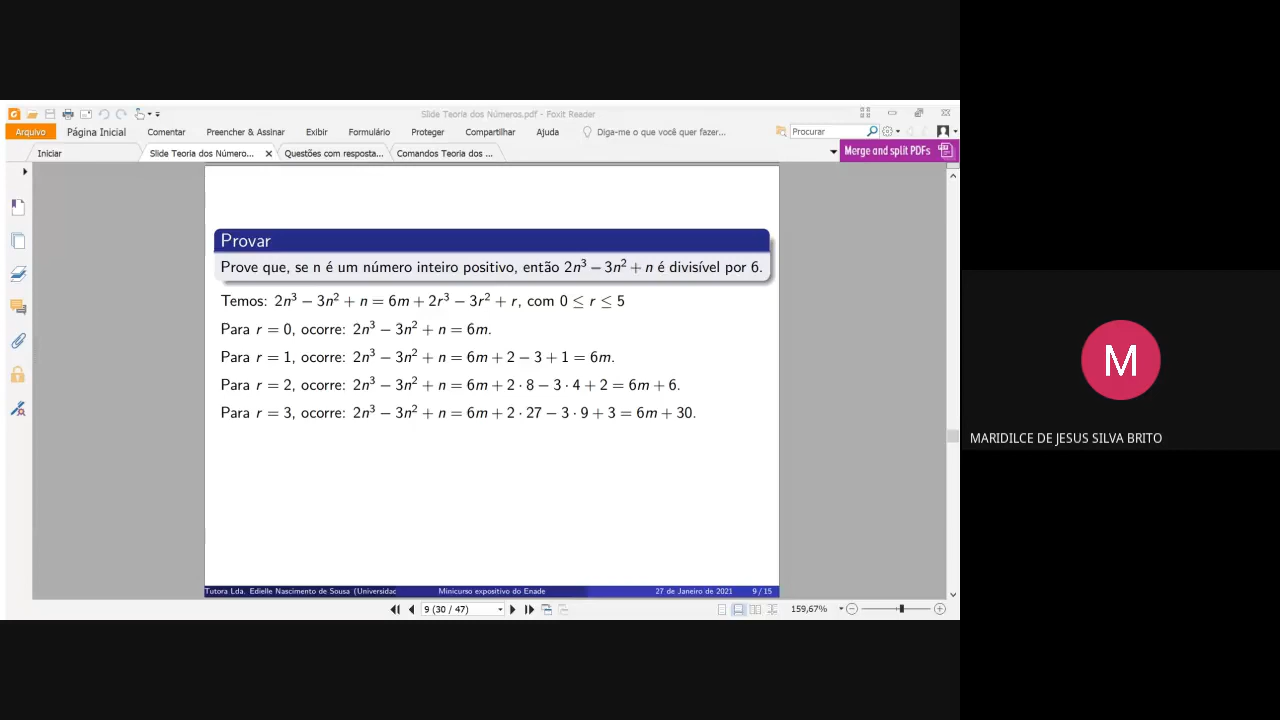 Slide Teoria dos Números.pdf - Foxit Reader
Arquivo Página Inicial Comentar Preencher & Assinar Exibir Formulário Proteger Compartilhar Ajuda Diga-me o que você quer fazer... Procurar
Iniciar Slide Teoria dos Número... Questões com resposta... Comandos Teoria dos ... Merge and split PDFs
Provar
Prove que, se n é um número inteiro positivo, então 2n³ − 3n² + n é divisível por 6.
Temos: 2n³ − 3n² + n = 6m + 2r³ − 3r² + r, com 0 ≤ r ≤ 5
Para r = 0, ocorre: 2n³ − 3n² + n = 6m.
Para r = 1, ocorre: 2n³ − 3n² + n = 6m + 2 − 3 + 1 = 6m.
Para r = 2, ocorre: 2n³ − 3n² + n = 6m + 2 · 8 − 3 · 4 + 2 = 6m + 6.
Para r = 3, ocorre: 2n³ − 3n² + n = 6m + 2 · 27 − 3 · 9 + 3 = 6m + 30.
M
MARIDILCE DE JESUS SILVA BRITO
Tutora Lda. Edielle Nascimento de Sousa (Universidac Minicurso expositivo do Enade 27 de Janeiro de 2021 9 / 15
9 (30 / 47) 159,67%